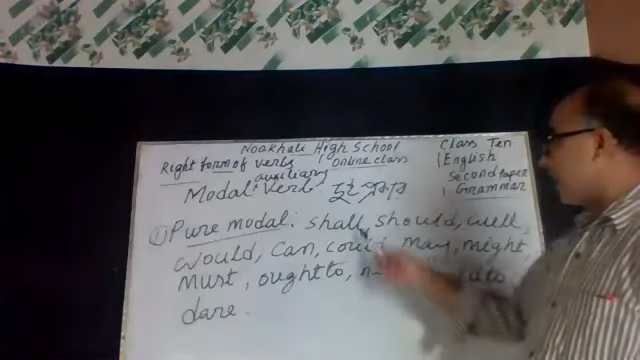 Noakhali High School
Class Ten
Right form of verbs
/ Online class
/ English
Second Paper
Modal auxiliary Verb, দুই প্রকার
/ Grammar
① Pure modal: shall, should, will,
would, can, could, may, might,
must, ought to,
dare.